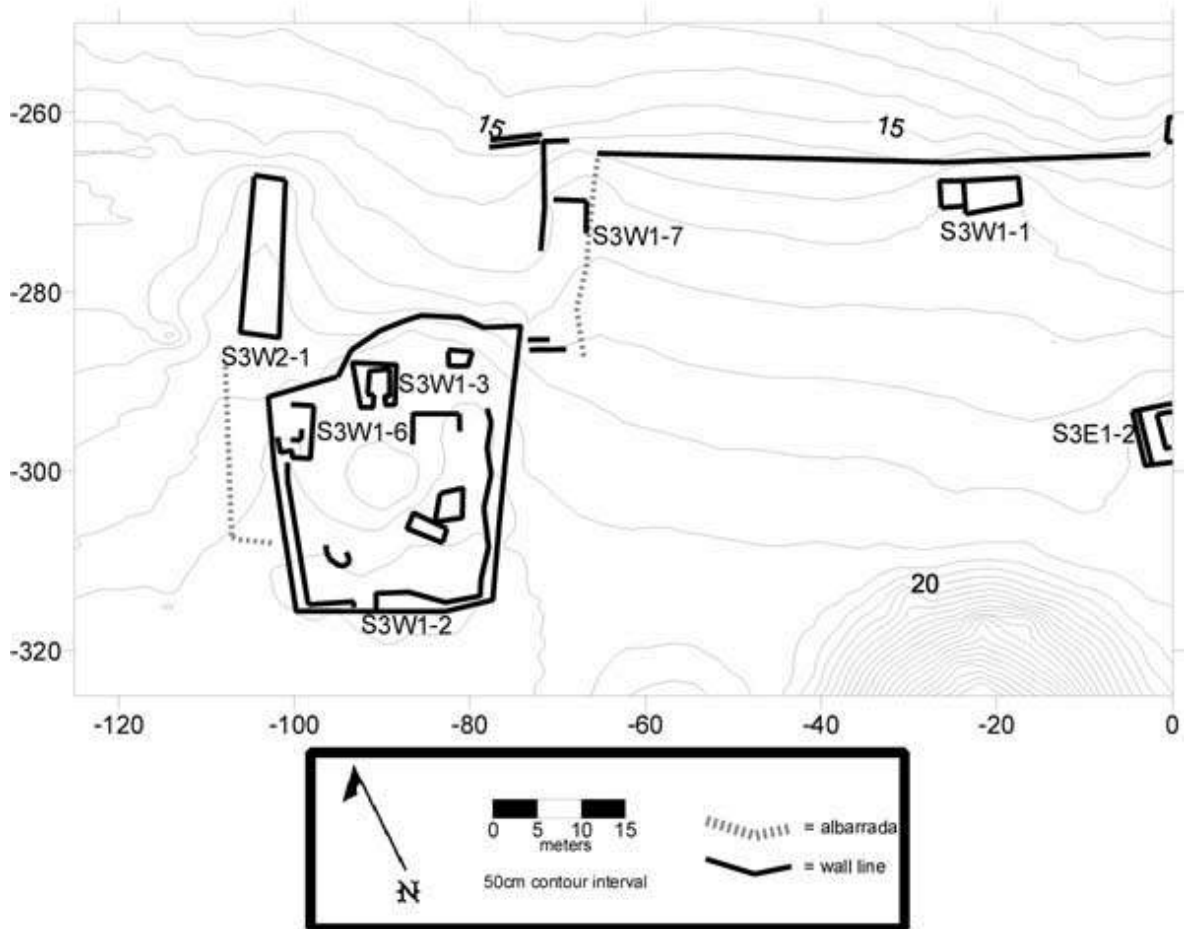 -260
15
15
S3W1-7
S3W1-1
-280
S3W2-1
S3W1-3
S3W1-6
S3E1-2
-300
20
S3W1-2
-320
-120 -100 -80 -60 -40 -20 0
0 5 10 15
meters
= albarrada
= wall line
50cm contour interval
N